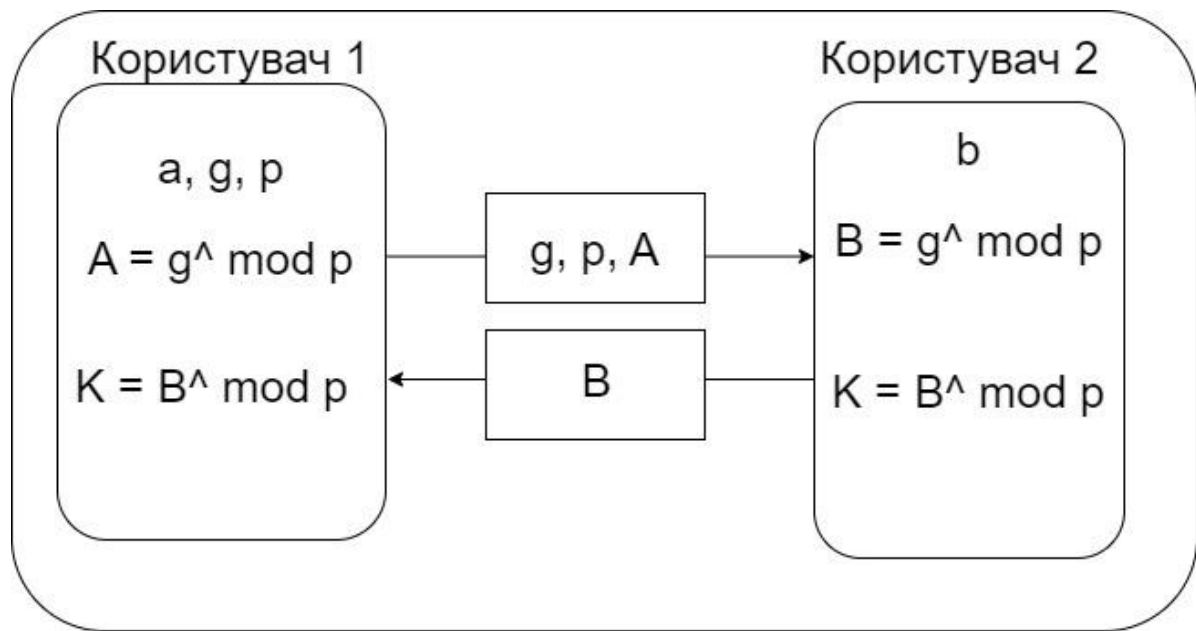 Користувач 1
a, g, p
A = g^ mod p
K = B^ mod p
g, p, A
B
Користувач 2
b
B = g^ mod p
K = B^ mod p